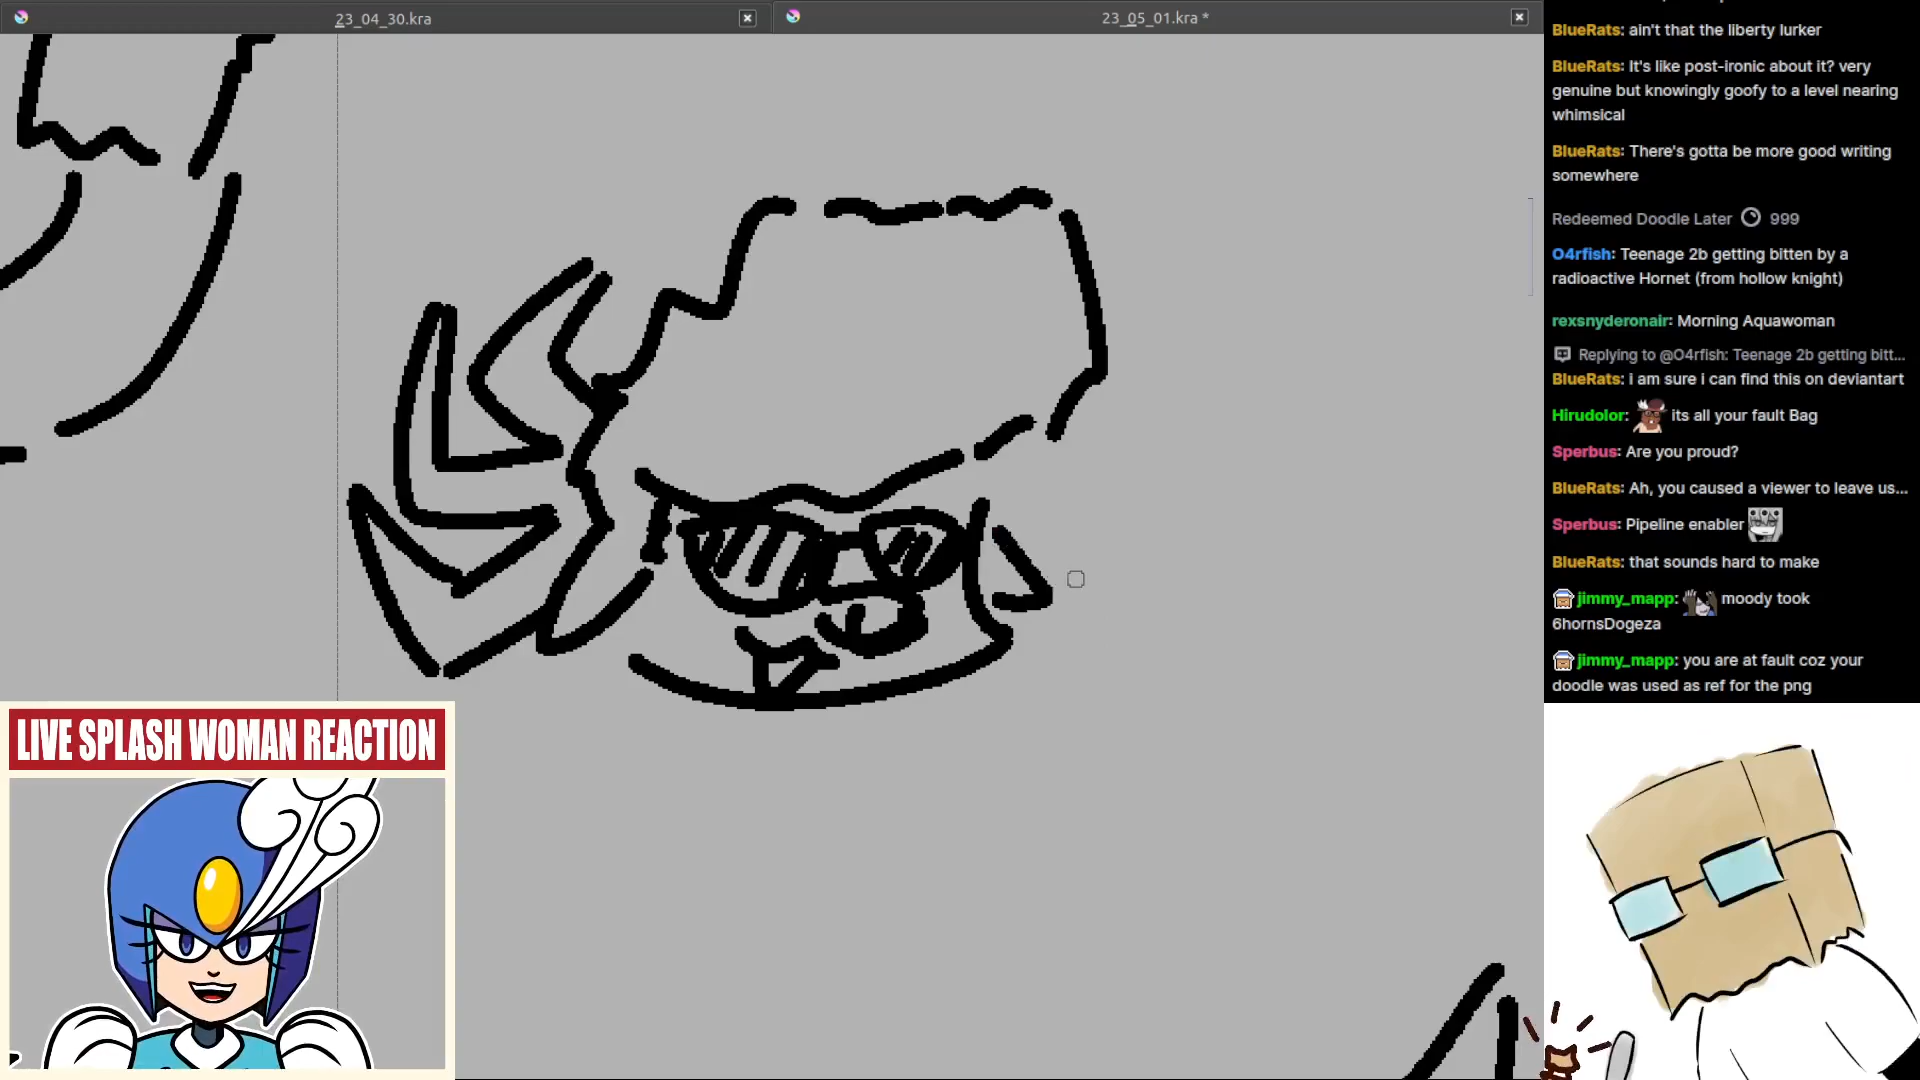 23_04_30.kra
23_05_01.kra *
BlueRats: ain't that the liberty lurker
BlueRats: It's like post-ironic about it? very
genuine but knowingly goofy to a level nearing
whimsical
BlueRats: There's gotta be more good writing
somewhere
Redeemed Doodle Later 999
O4rfish: Teenage 2b getting bitten by a
radioactive Hornet (from hollow knight)
rexsnyderonair: Morning Aquawoman
Replying to @O4rfish: Teenage 2b getting bitt...
BlueRats: i am sure i can find this on deviantart
Hirudolor: its all your fault Bag
Sperbus: Are you proud?
BlueRats: Ah, you caused a viewer to leave us...
Sperbus: Pipeline enabler
BlueRats: that sounds hard to make
jimmy_mapp: moody took
6hornsDogeza
jimmy_mapp: you are at fault coz your
doodle was used as ref for the png
LIVE SPLASH WOMAN REACTION